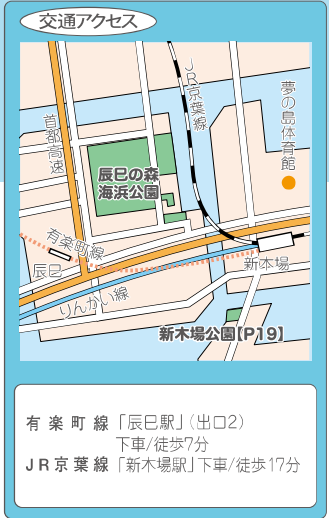 交通アクセス
JR京葉線
首都高速
夢の島体育館
辰巳の森
海浜公園
有楽町線
辰巳
りんかい線
新木場
新木場公園【P19】
有楽町線「辰巳駅」(出口2)
下車/徒歩7分
JR京葉線「新木場駅」下車/徒歩17分